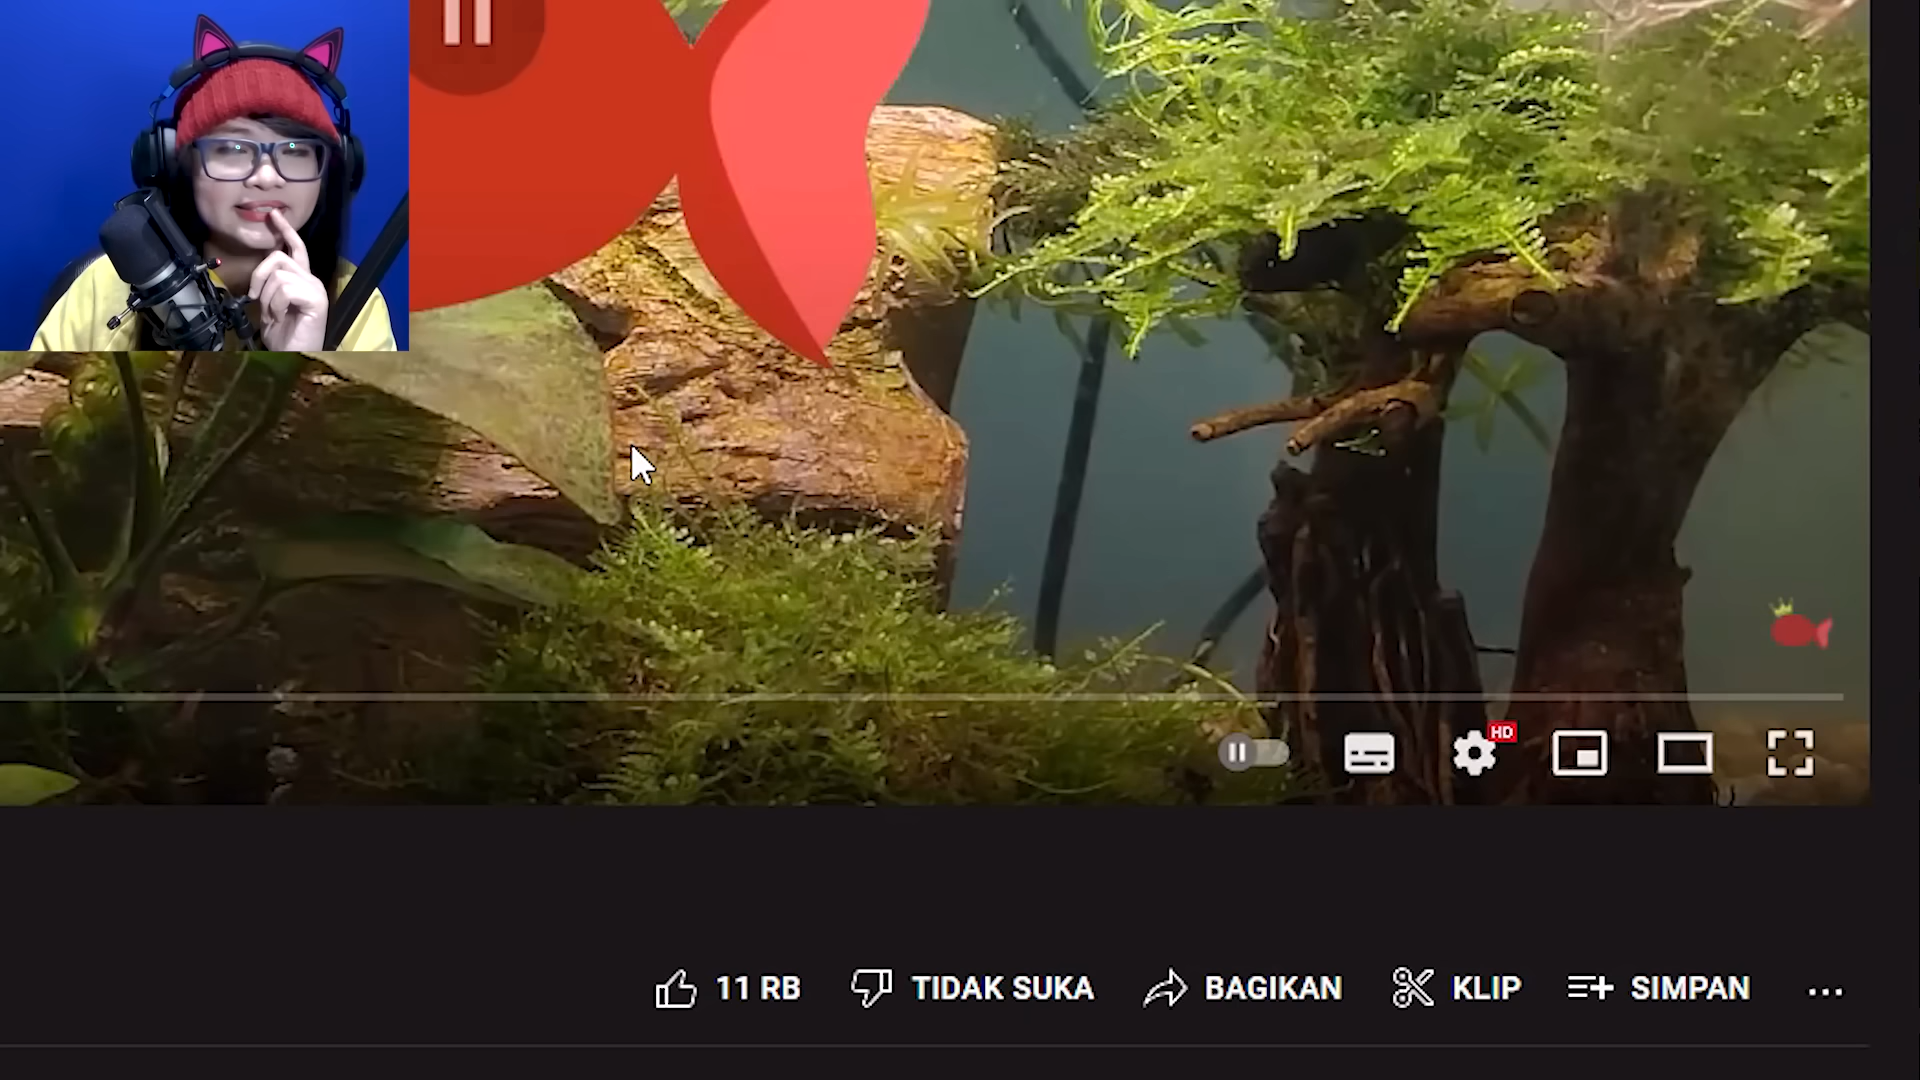 HD
11 RB TIDAK SUKA BAGIKAN KLIP SIMPAN ...